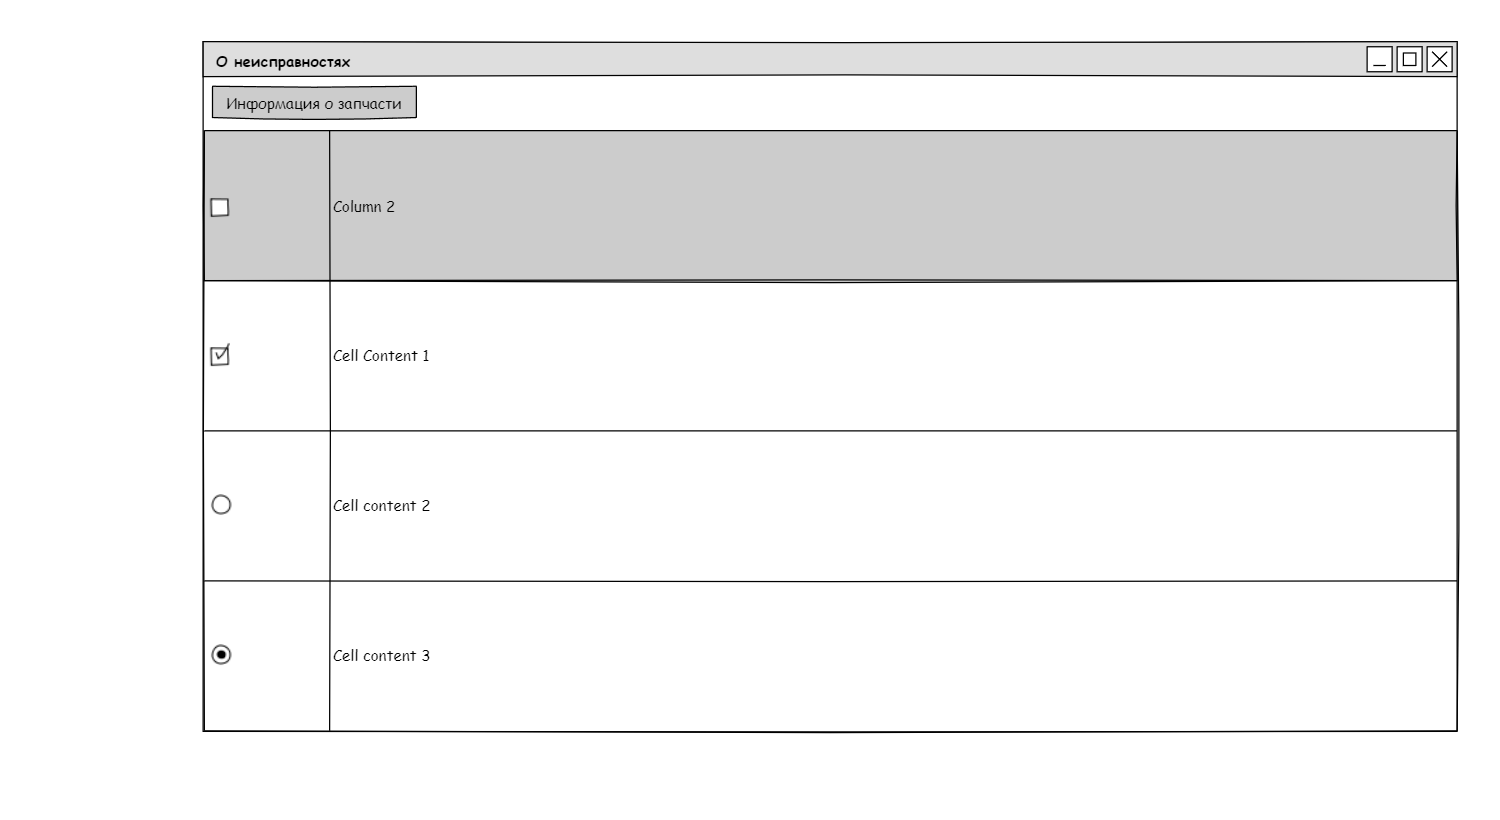 О неисправностях
Информация о запчасти
Column 2
Cell Content 1
Cell content 2
Cell content 3